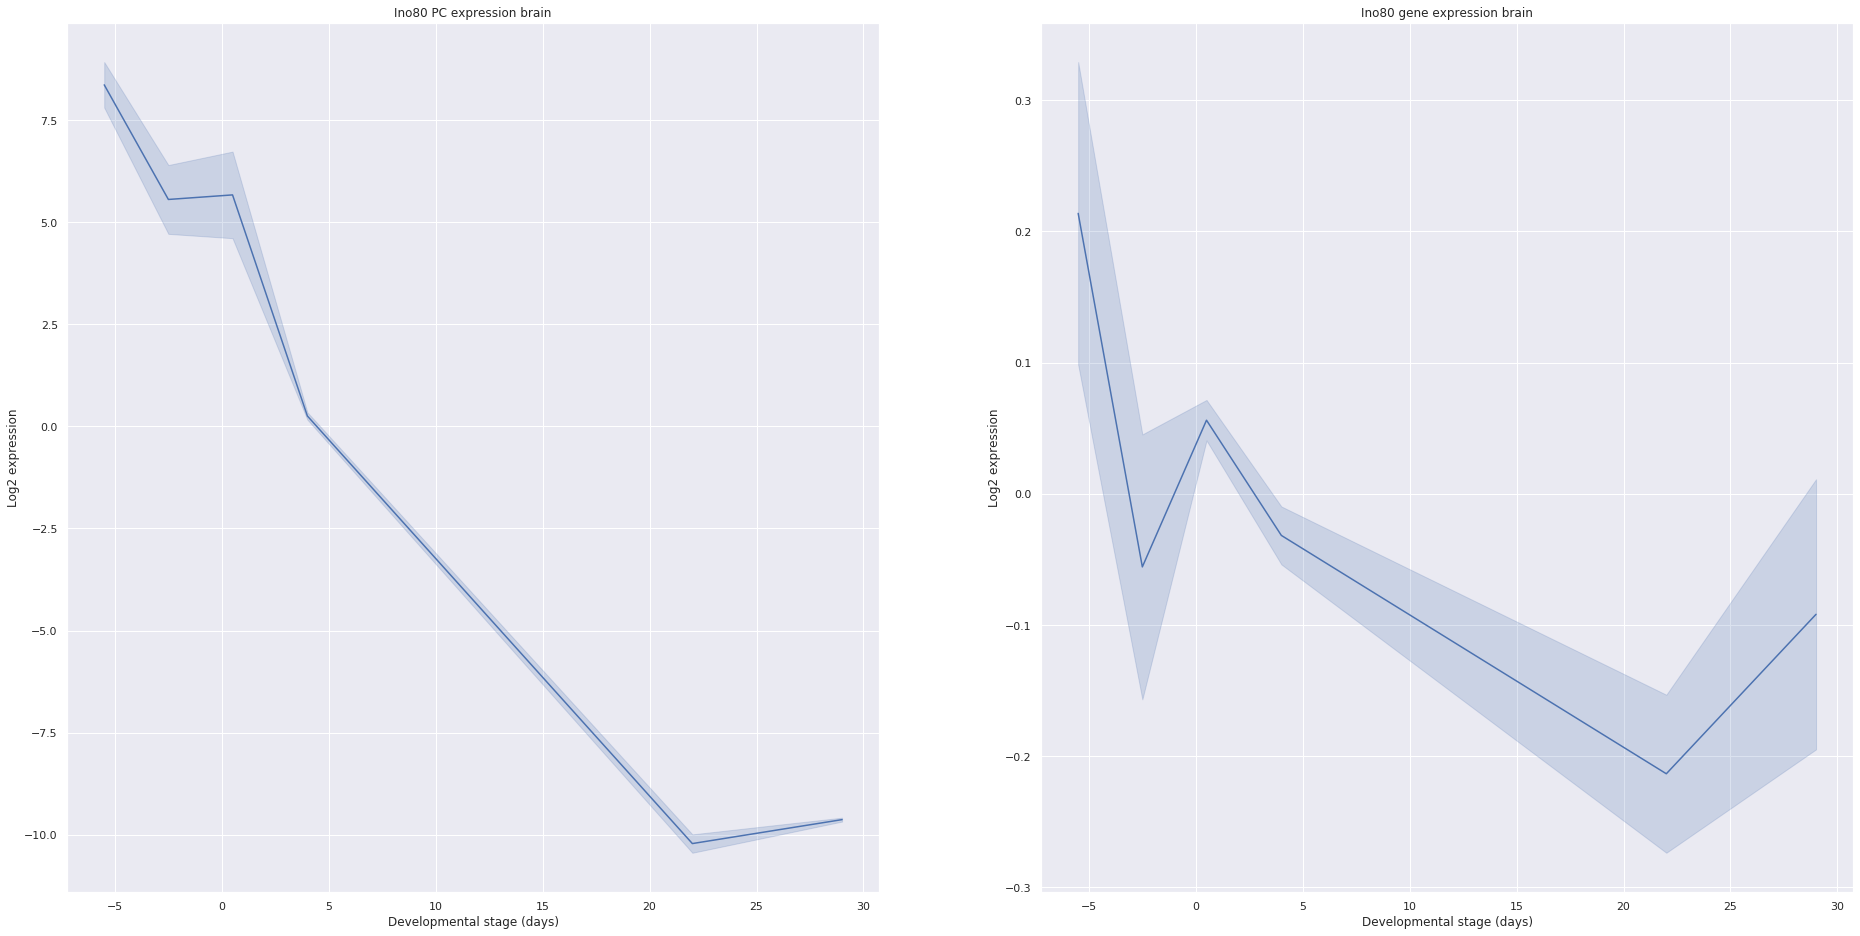 Ino80 PC expression brain
7.5
5.0
2.5
0.0
−2.5
−5.0
−7.5
−10.0
Log2 expression
−5 0 5 10 15 20 25 30
Developmental stage (days)
Ino80 gene expression brain
0.3
0.2
0.1
0.0
−0.1
−0.2
−0.3
Log2 expression
−5 0 5 10 15 20 25 30
Developmental stage (days)